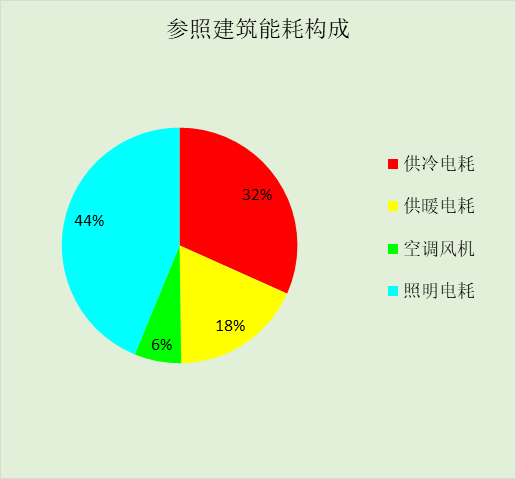 参照建筑能耗构成
32%
18%
6%
44%
供冷电耗
供暖电耗
空调风机
照明电耗